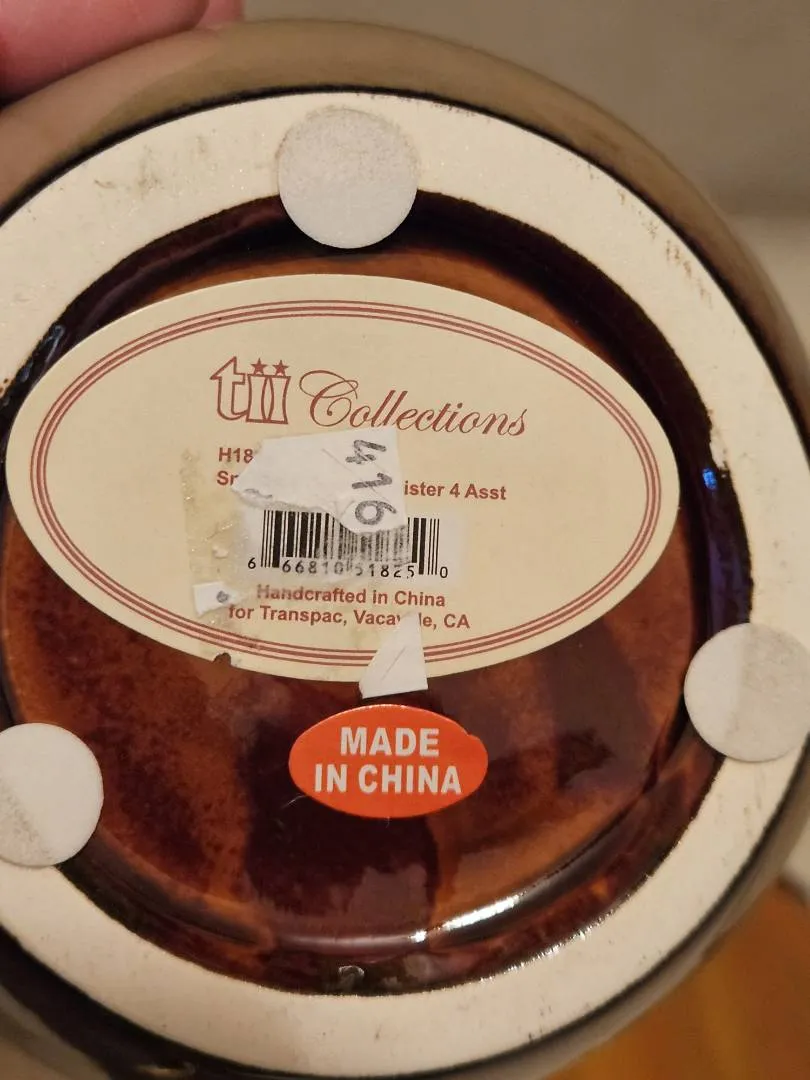 tii Collections
H18
416
ister 4 Asst
6 66810 51825 0
Handcrafted in China
for Transpac, Vaca le, CA
MADE
IN CHINA